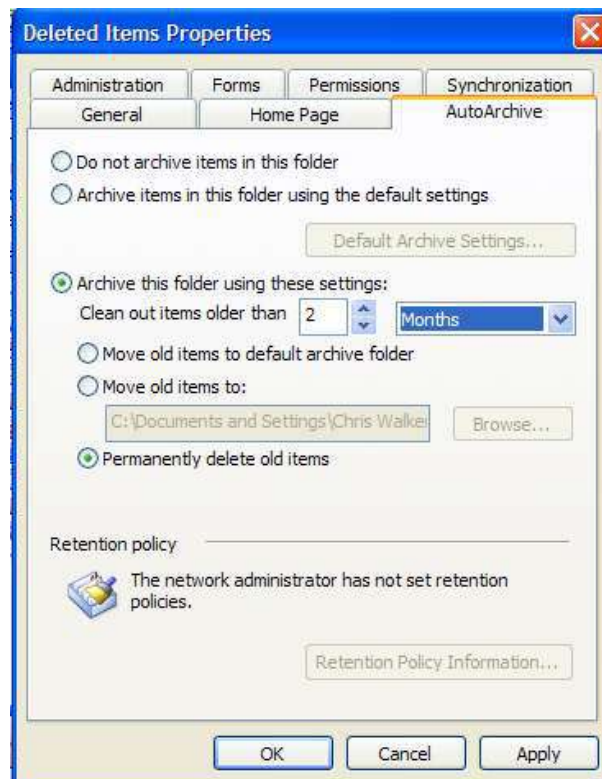 Deleted Items Properties
Administration Forms Permissions Synchronization
General Home Page AutoArchive
Do not archive items in this folder
Archive items in this folder using the default settings
Default Archive Settings...
Archive this folder using these settings:
Clean out items older than 2 Months
Move old items to default archive folder
Move old items to:
C:\Documents and Settings\Chris Walke Browse...
Permanently delete old items
Retention policy
The network administrator has not set retention
policies.
Retention Policy Information...
OK Cancel Apply